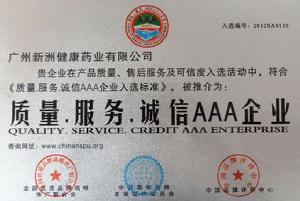 入选编号：2012SA0110
广州新洲健康药业有限公司
贵企业在产品质量、售后服务及可信度入选活动中，符合
《质量.服务.诚信AAA企业入选标准》，被推介为：
质量.服务.诚信AAA企业
QUALITY. SERVICE. CREDIT AAA ENTERPRISE
查询网址：www.chinanspu.org